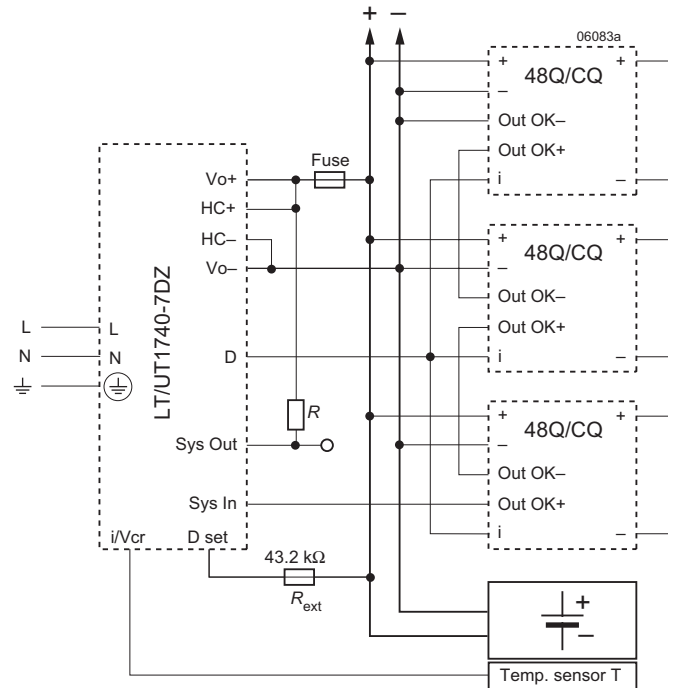 + –
06083a
+ 48Q/CQ +
–
Out OK–
Out OK+
i –
Fuse
Vo+
HC+
HC–
Vo–
LT/UT1740-7DZ
L L
N N
D
R
Sys Out
Sys In
i/Vcr D set
43.2 kΩ
Rext
+ 48Q/CQ +
–
Out OK–
Out OK+
i –
+ 48Q/CQ +
–
Out OK–
Out OK+
i –
+
–
Temp. sensor T